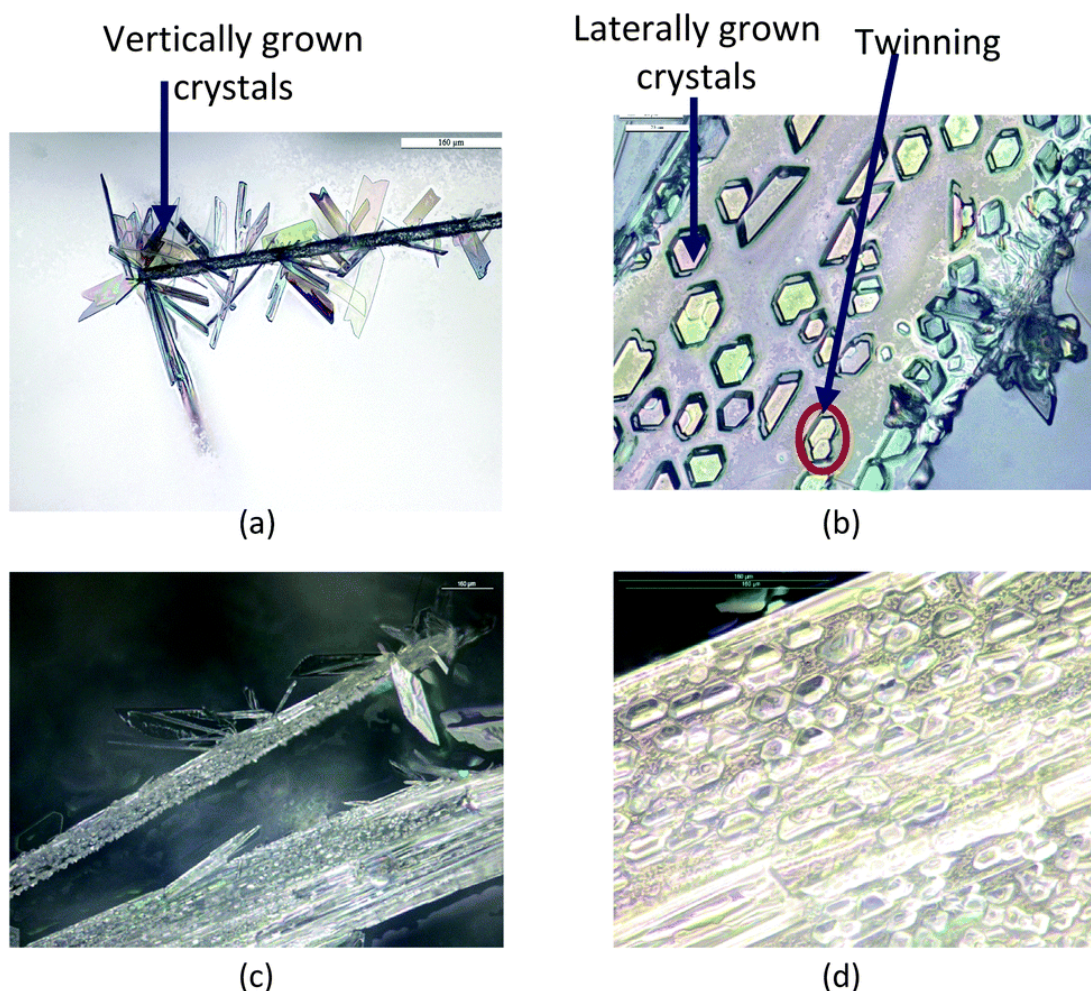 Vertically grown
crystals
Laterally grown
crystals
Twinning
160 µm
(a)
(b)
160 µm
160 µm
160 µm
(c)
(d)